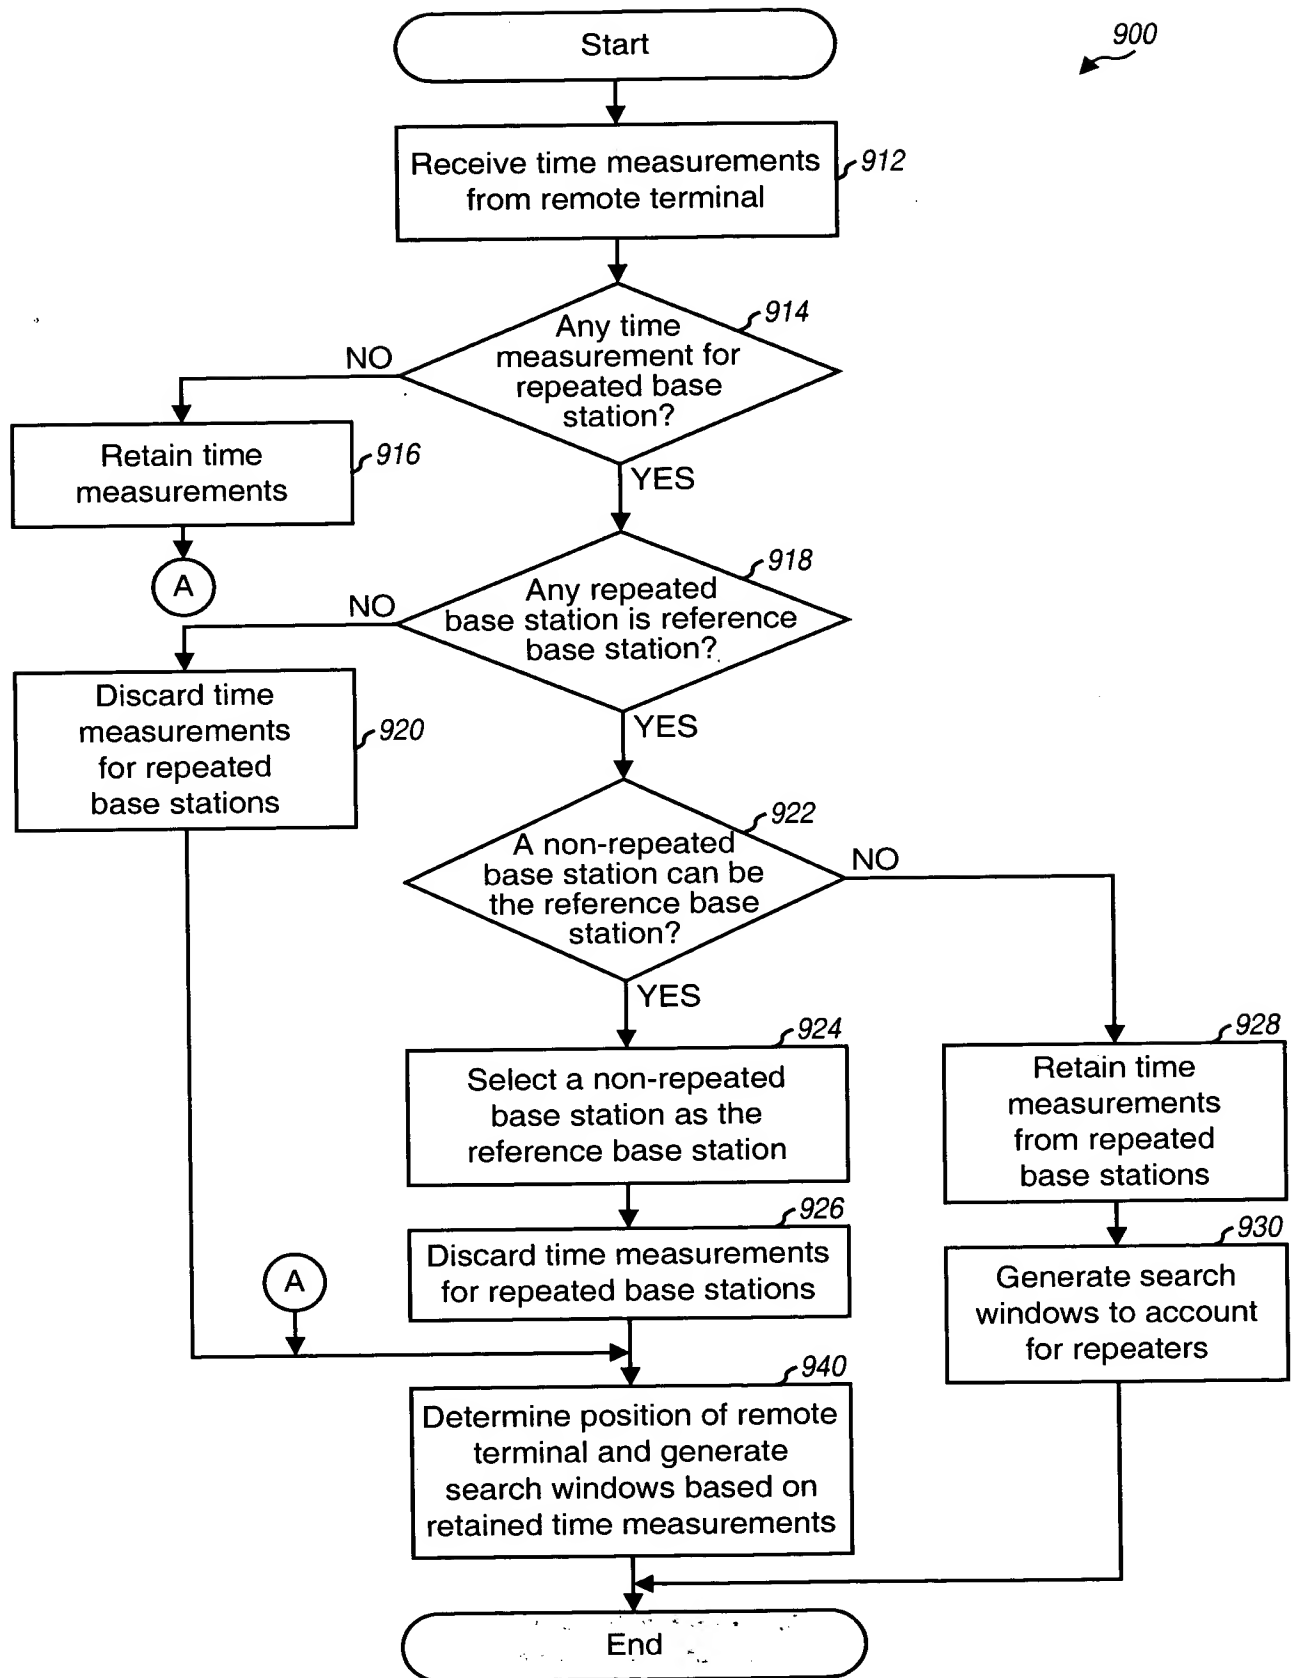 Start
900
Receive time measurements
from remote terminal
912
Any time
measurement for
repeated base
station?
914
NO
YES
Retain time
measurements
916
A
Any repeated
base station is reference
base station?
918
NO
YES
Discard time
measurements
for repeated
base stations
920
A non-repeated
base station can be
the reference base
station?
922
NO
YES
Select a non-repeated
base station as the
reference base station
924
Retain time
measurements
from repeated
base stations
928
Discard time measurements
for repeated base stations
926
Generate search
windows to account
for repeaters
930
A
Determine position of remote
terminal and generate
search windows based on
retained time measurements
940
End